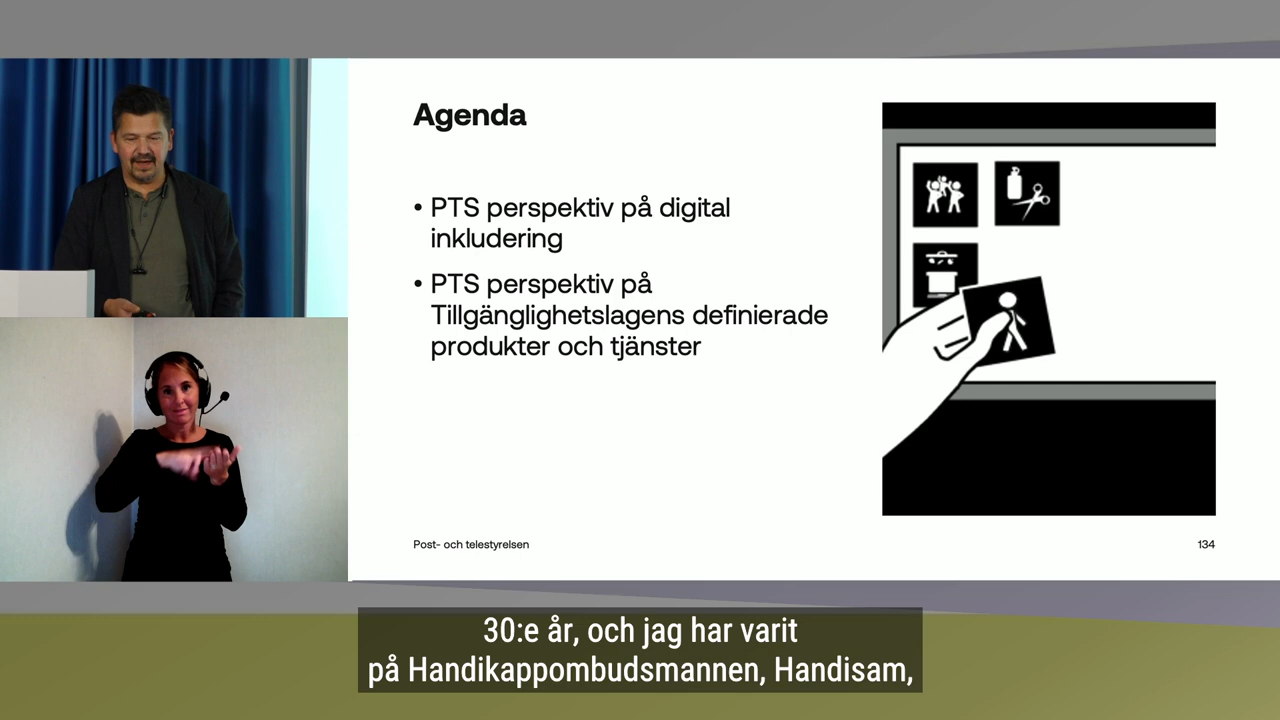 Agenda
• PTS perspektiv på digital
inkludering
• PTS perspektiv på
Tillgänglighetslagens definierade
produkter och tjänster
Post- och telestyrelsen
134
30:e år, och jag har varit
på Handikappombudsmannen, Handisam,